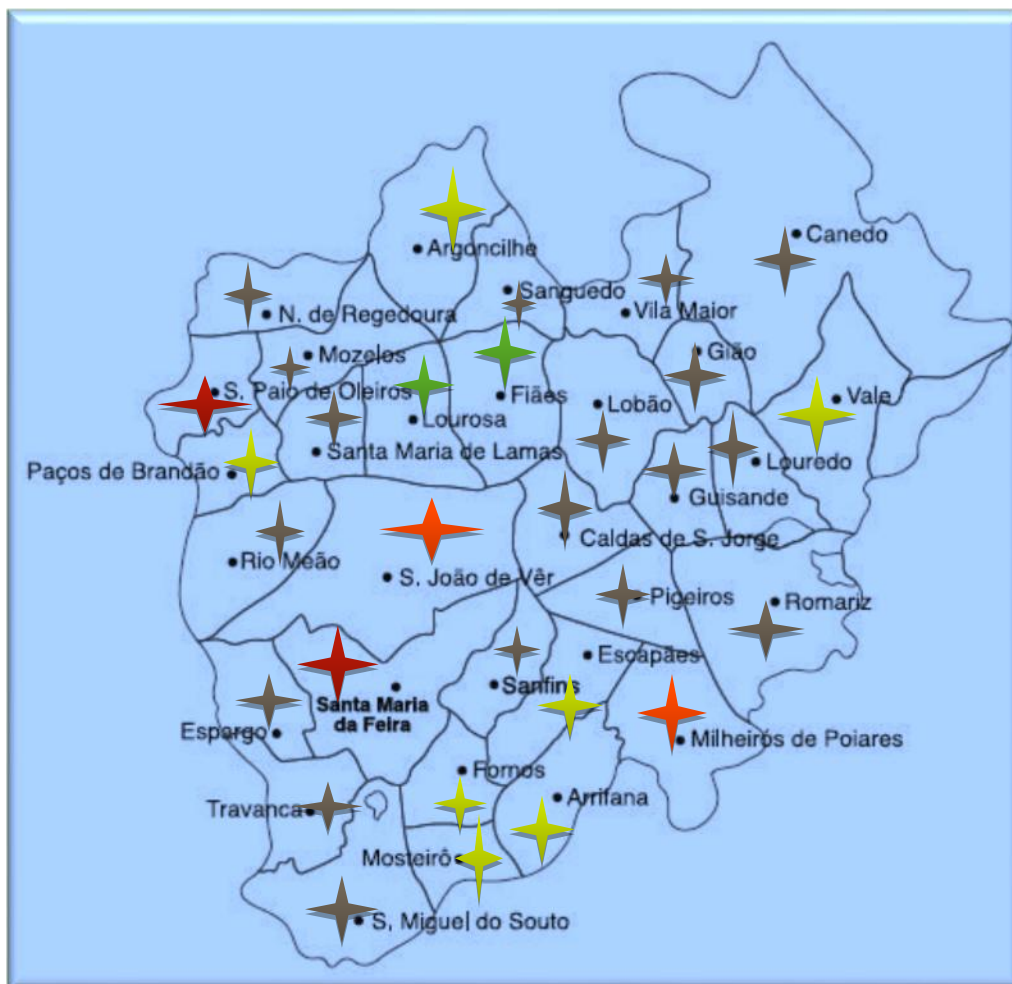 Canedo
Argoncilhe
Sanguedo
Vila Maior
N. de Regedoura
Mozelos
Gião
S. Paio de Oleiros
Fiães
Lobão
Vale
Lourosa
Santa Maria de Lamas
Louredo
Paços de Brandão
Guisande
Caldas de S. Jorge
Rio Meão
S. João de Vêr
Pigeiros
Romariz
Escapães
Sanfins
Santa Maria
da Feira
Espargo
Milheirós de Poiares
Fornos
Arrifana
Travanca
Mosteirô
S. Miguel do Souto